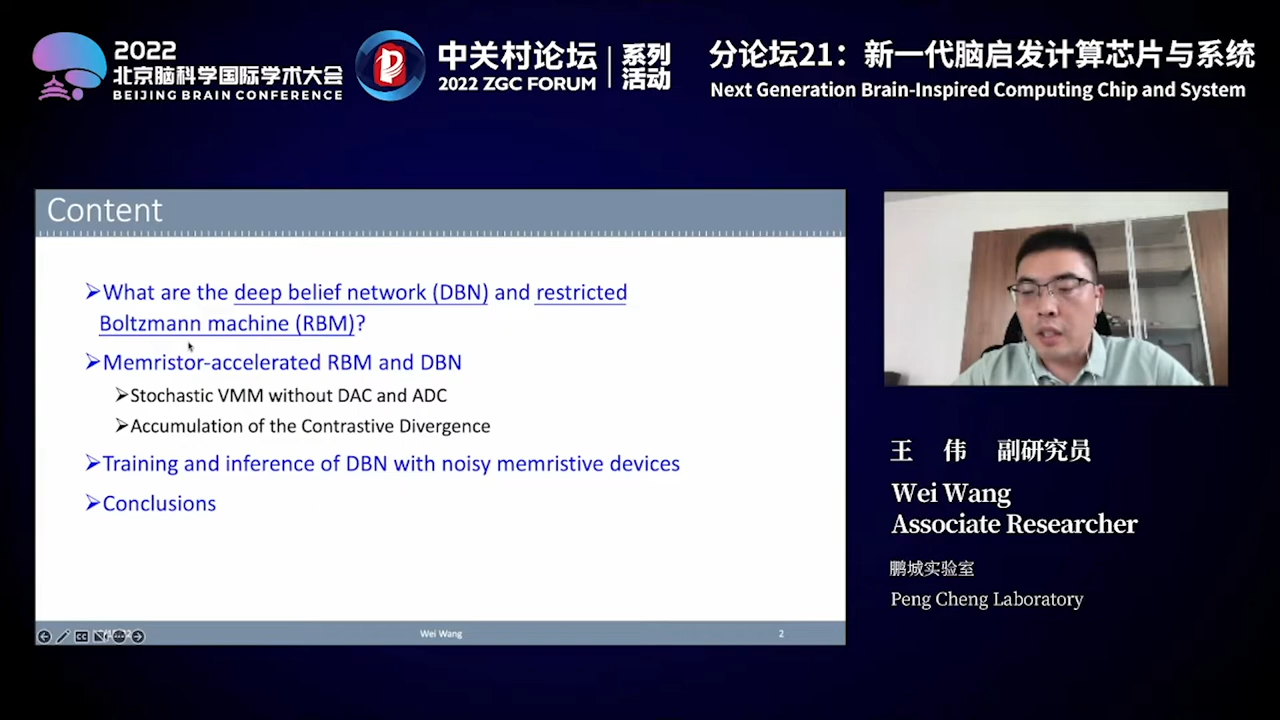 2022
北京脑科学国际学术大会
BEIJING BRAIN CONFERENCE
中关村论坛
2022 ZGC FORUM
系列
活动
分论坛21：新一代脑启发计算芯片与系统
Next Generation Brain-Inspired Computing Chip and System
Content
➢What are the deep belief network (DBN) and restricted
Boltzmann machine (RBM)?
➢Memristor-accelerated RBM and DBN
➢Stochastic VMM without DAC and ADC
➢Accumulation of the Contrastive Divergence
➢Training and inference of DBN with noisy memristive devices
➢Conclusions
Wei Wang
2
王 伟 副研究员
Wei Wang
Associate Researcher
鹏城实验室
Peng Cheng Laboratory